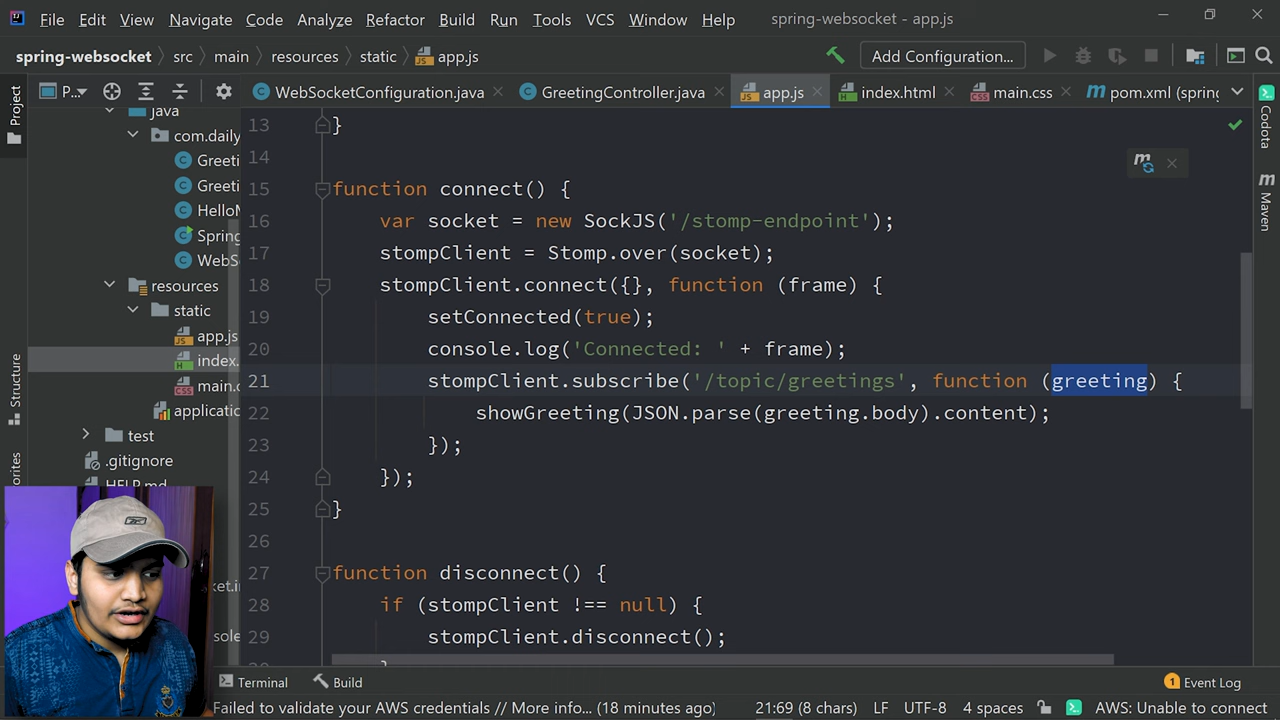 File Edit View Navigate Code Analyze Refactor Build Run Tools VCS Window Help spring-websocket - app.js
spring-websocket src main resources static app.js Add Configuration...
Project P... WebSocketConfiguration.java GreetingController.java app.js index.html main.css pom.xml (spring
java
com.daily
Greeti
Greeti
HelloM
Spring
WebS
resources
static
app.js
index.
main.c
applicatio
test
.gitignore
HELP.md
Structure
13 }
14
15 function connect() {
16 var socket = new SockJS('/stomp-endpoint');
17 stompClient = Stomp.over(socket);
18 stompClient.connect({}, function (frame) {
19 setConnected(true);
20 console.log('Connected: ' + frame);
21 stompClient.subscribe('/topic/greetings', function (greeting) {
22 showGreeting(JSON.parse(greeting.body).content);
23 });
24 });
25 }
26
27 function disconnect() {
28 if (stompClient !== null) {
29 stompClient.disconnect();
}
Codota
Maven
Terminal Build 1 Event Log
Failed to validate your AWS credentials // More info... (18 minutes ago) 21:69 (8 chars) LF UTF-8 4 spaces AWS: Unable to connect